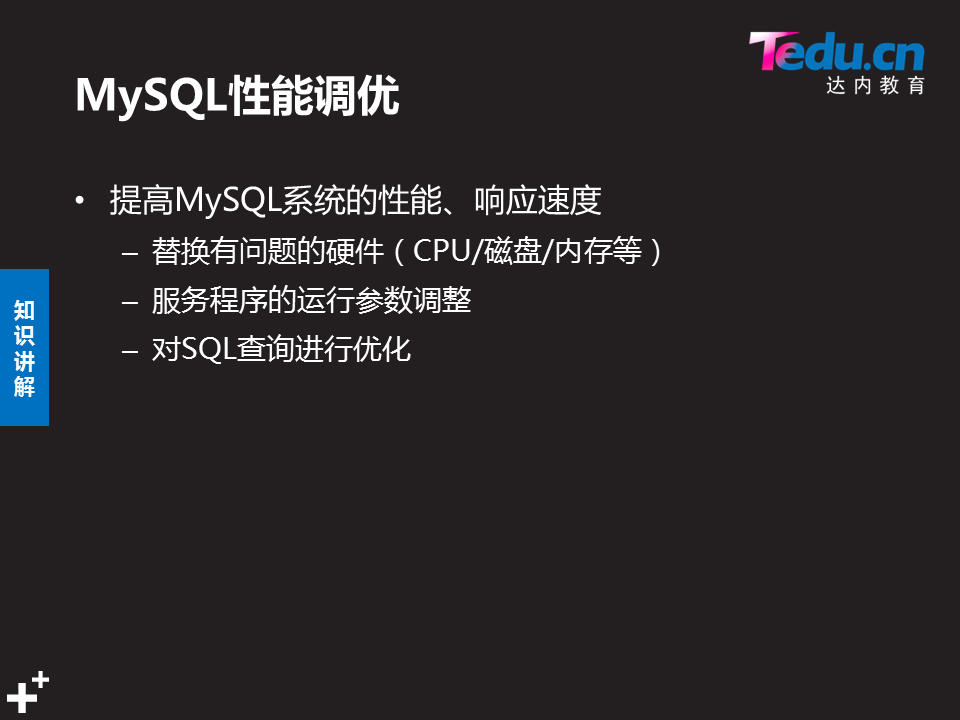 Tedu.cn
达内教育
MySQL性能调优
• 提高MySQL系统的性能、响应速度
– 替换有问题的硬件（CPU/磁盘/内存等）
– 服务程序的运行参数调整
– 对SQL查询进行优化
知
识
讲
解